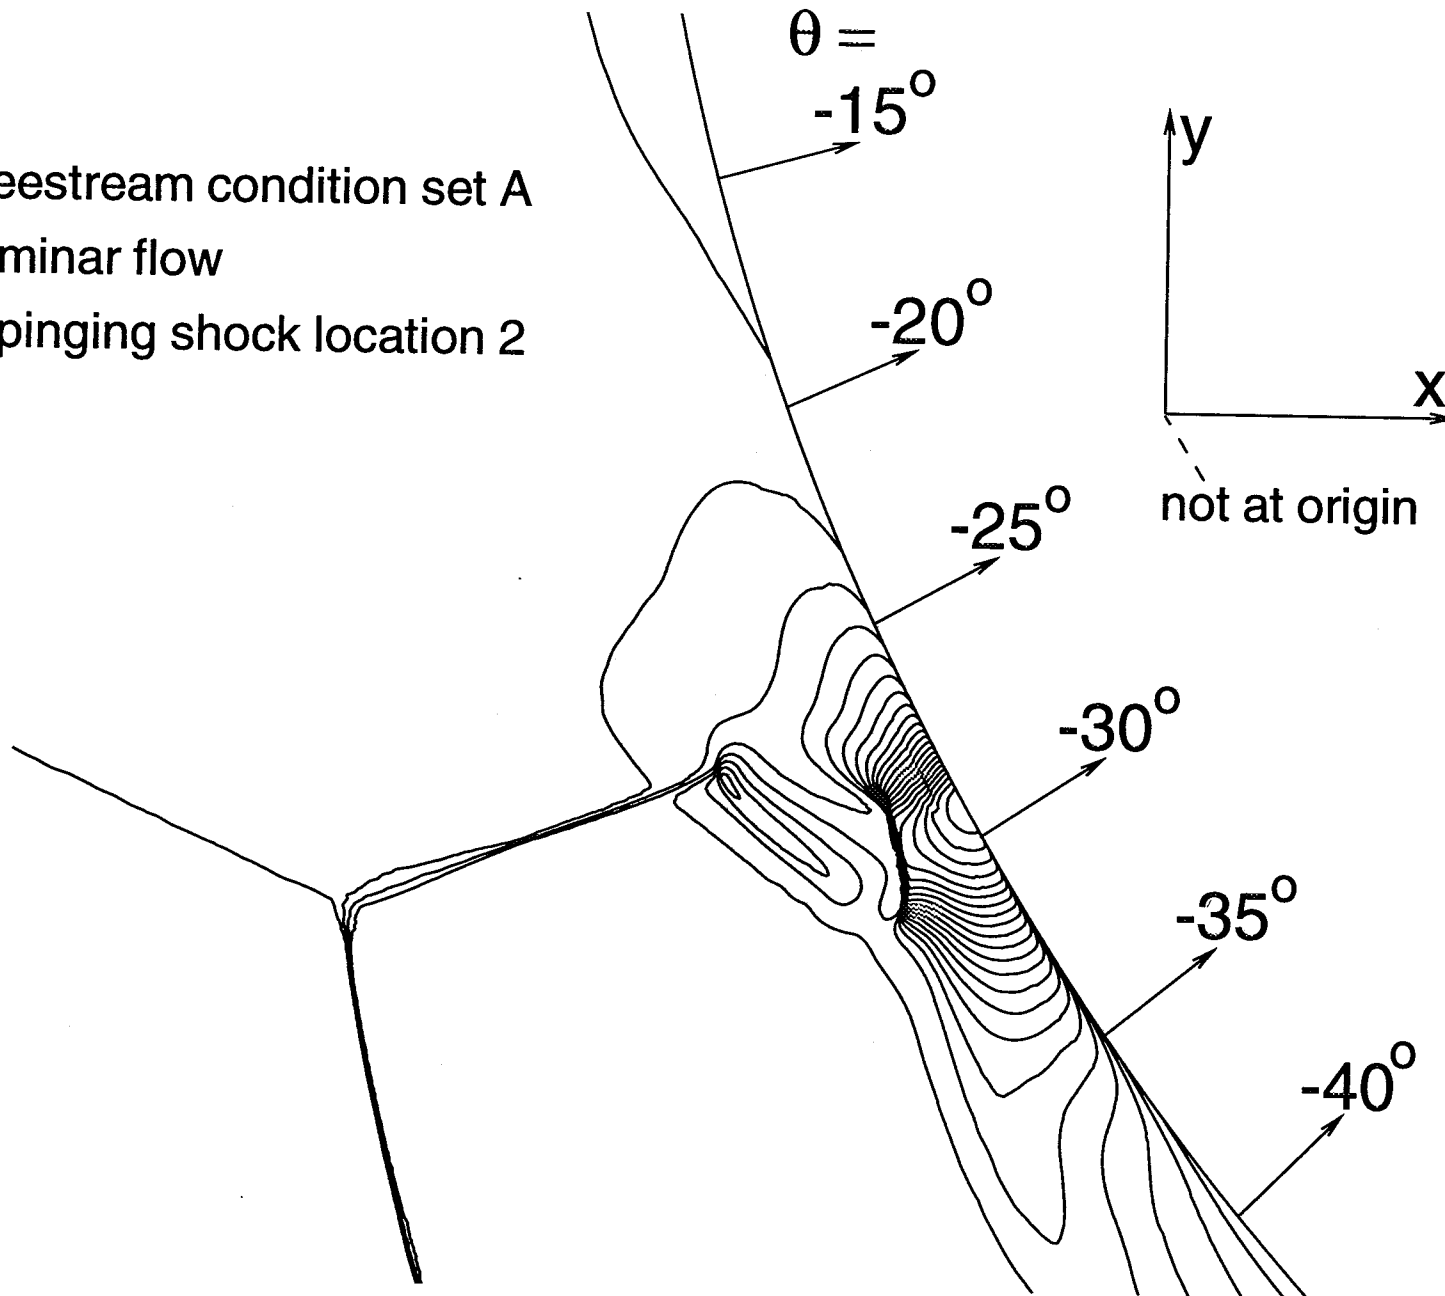 θ =
-15°
eestream condition set A
minar flow
pinging shock location 2
y
-20°
x
not at origin
-25°
-30°
-35°
-40°